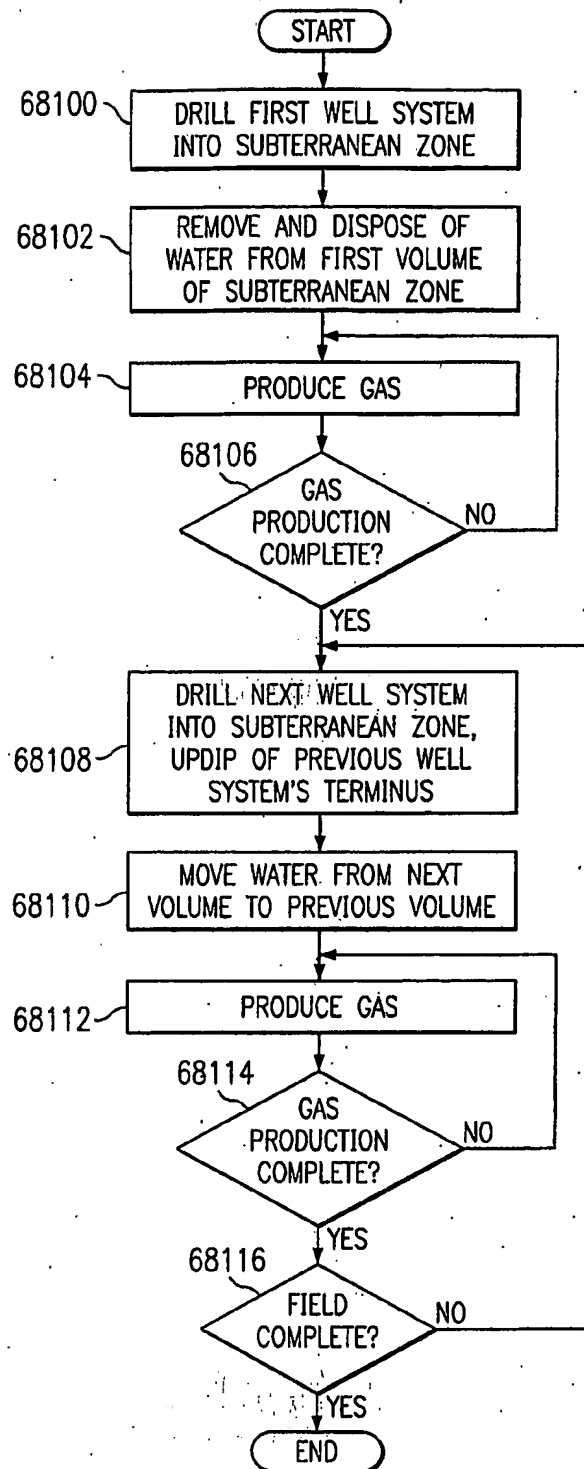 START
68100
DRILL FIRST WELL SYSTEM
INTO SUBTERRANEAN ZONE
68102
REMOVE AND DISPOSE OF
WATER FROM FIRST VOLUME
OF SUBTERRANEAN ZONE
68104
PRODUCE GAS
68106
GAS
PRODUCTION
COMPLETE?
NO
YES
68108
DRILL NEXT WELL SYSTEM
INTO SUBTERRANEAN ZONE,
UPDIP OF PREVIOUS WELL
SYSTEM'S TERMINUS
68110
MOVE WATER FROM NEXT
VOLUME TO PREVIOUS VOLUME
68112
PRODUCE GAS
68114
GAS
PRODUCTION
COMPLETE?
NO
YES
68116
FIELD
COMPLETE?
NO
YES
END